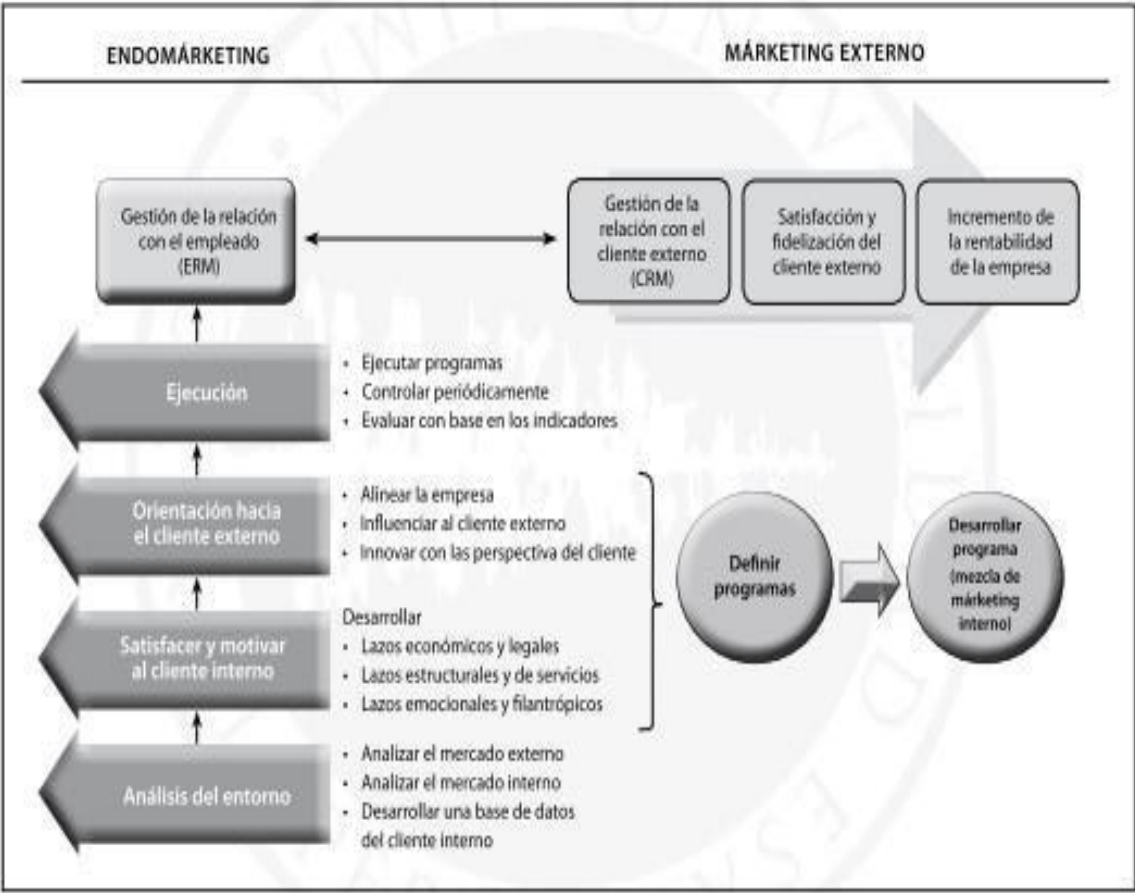 ENDOMÁRKETING
MÁRKETING EXTERNO
Gestión de la relación
con el empleado
(ERM)
Gestión de la
relación con el
cliente externo
(CRM)
Satisfacción y
fidelización del
cliente externo
Incremento de
la rentabilidad
de la empresa
Ejecución
• Ejecutar programas
• Controlar periódicamente
• Evaluar con base en los indicadores
Orientación hacia
el cliente externo
• Alinear la empresa
• Influenciar al cliente externo
• Innovar con las perspectiva del cliente
Satisfacer y motivar
al cliente interno
Desarrollar
• Lazos económicos y legales
• Lazos estructurales y de servicios
• Lazos emocionales y filantrópicos
Definir
programas
Desarrollar
programa
(mezcla de
márketing
interno)
Análisis del entorno
• Analizar el mercado externo
• Analizar el mercado interno
• Desarrollar una base de datos
del cliente interno